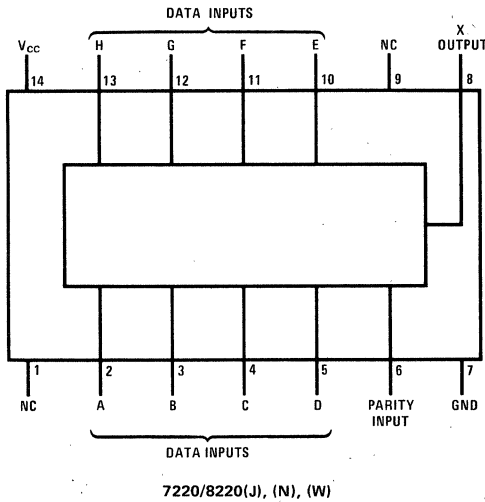 DATA INPUTS
X
VCC H G F E NC OUTPUT
14 13 12 11 10 9 8
1 2 3 4 5 6 7
NC A B C D PARITY GND
INPUT
DATA INPUTS
7220/8220(J), (N), (W)